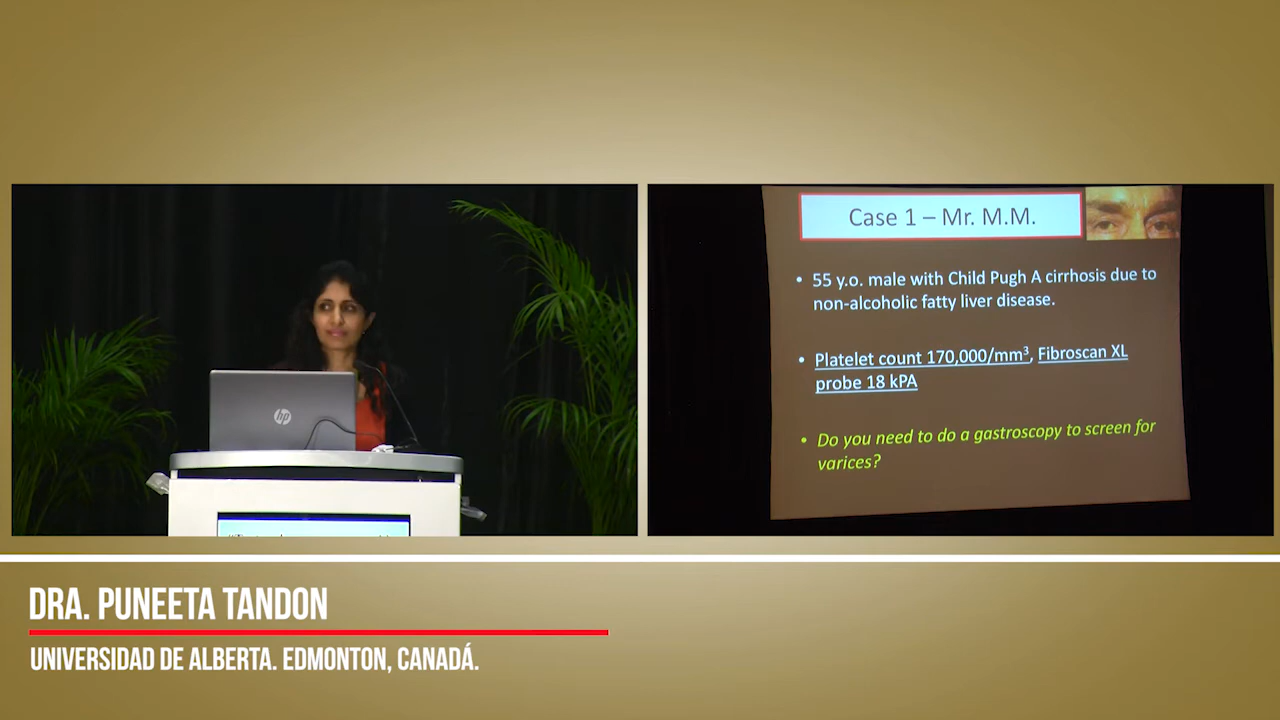 hp
Case 1 – Mr. M.M.
• 55 y.o. male with Child Pugh A cirrhosis due to
non-alcoholic fatty liver disease.
• Platelet count 170,000/mm³, Fibroscan XL
probe 18 kPA
• Do you need to do a gastroscopy to screen for
varices?
DRA. PUNEETA TANDON
UNIVERSIDAD DE ALBERTA. EDMONTON, CANADÁ.